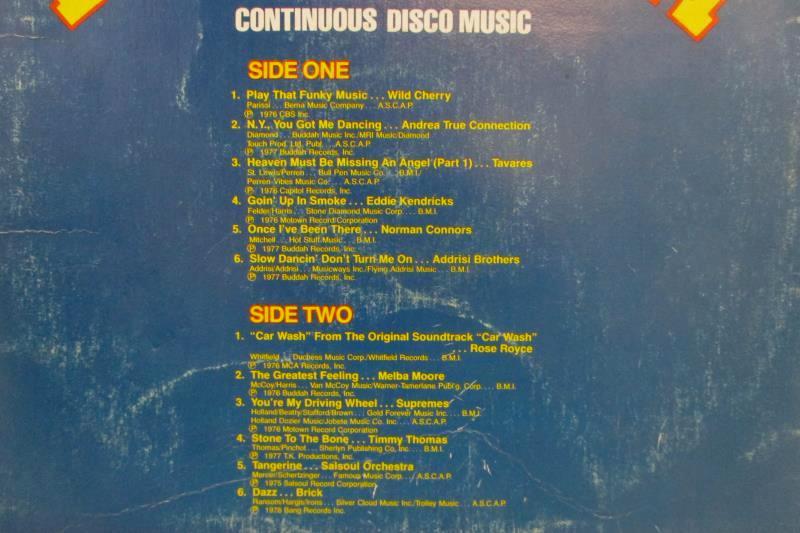 CONTINUOUS DISCO MUSIC
SIDE ONE
1. Play That Funky Music ... Wild Cherry
Parissi ... Bema Music Company ... A.S.C.A.P.
Ⓟ 1976 CBS Inc.
2. N.Y., You Got Me Dancing ... Andrea True Connection
Diamond ... Buddah Music Inc./MRI Music/Diamond
Touch Prod. Ltd. Publ. ... A.S.C.A.P.
Ⓟ 1977 Buddah Records, Inc.
3. Heaven Must Be Missing An Angel (Part 1) ... Tavares
St. Lewis/Perren ... Bull Pen Music Co. ... B.M.I./
Perren-Vibes Music Co. ... A.S.C.A.P.
Ⓟ 1976 Capitol Records, Inc.
4. Goin' Up In Smoke ... Eddie Kendricks
Felder/Harris ... Stone Diamond Music Corp. ... B.M.I.
Ⓟ 1976 Motown Record/Corporation
5. Once I've Been There ... Norman Connors
Mitchell ... Hot Stuff Music ... B.M.I.
Ⓟ 1977 Buddah Records, Inc.
6. Slow Dancin' Don't Turn Me On ... Addrisi Brothers
Addrisi/Addrisi ... Musicways Inc./Flying Addrisi Music ... B.M.I.
Ⓟ 1977 Buddah Records, Inc.
SIDE TWO
1. "Car Wash" From The Original Soundtrack "Car Wash"
... Rose Royce
Whitfield ... Duchess Music Corp./Whitfield Records ... B.M.I.
Ⓟ 1976 MCA Records, Inc.
2. The Greatest Feeling ... Melba Moore
McCoy/Harris ... Van McCoy Music/Warner-Tamerlane Publ'g. Corp. ... B.M.I.
Ⓟ 1976 Buddah Records, Inc.
3. You're My Driving Wheel ... Supremes
Holland/Beatty/Stafford/Brown ... Gold Forever Music Inc. ... B.M.I.
Holland Dozier Music/Jobete Music Co. Inc. ... A.S.C.A.P.
Ⓟ 1976 Motown Record Corporation
4. Stone To The Bone ... Timmy Thomas
Thomas/Pinchot ... Sherlyn Publishing Co, Inc. ... B.M.I.
Ⓟ 1977 T.K. Productions, Inc.
5. Tangerine ... Salsoul Orchestra
Mercer/Schertzinger ... Famous Music Corp. ... A.S.C.A.P.
Ⓟ 1975 Salsoul Record Corporation
6. Dazz ... Brick
Ransom/Hargis/Irons ... Silver Cloud Music Inc./Trolley Music ... A.S.C.A.P.
Ⓟ 1976 Bang Records, Inc.